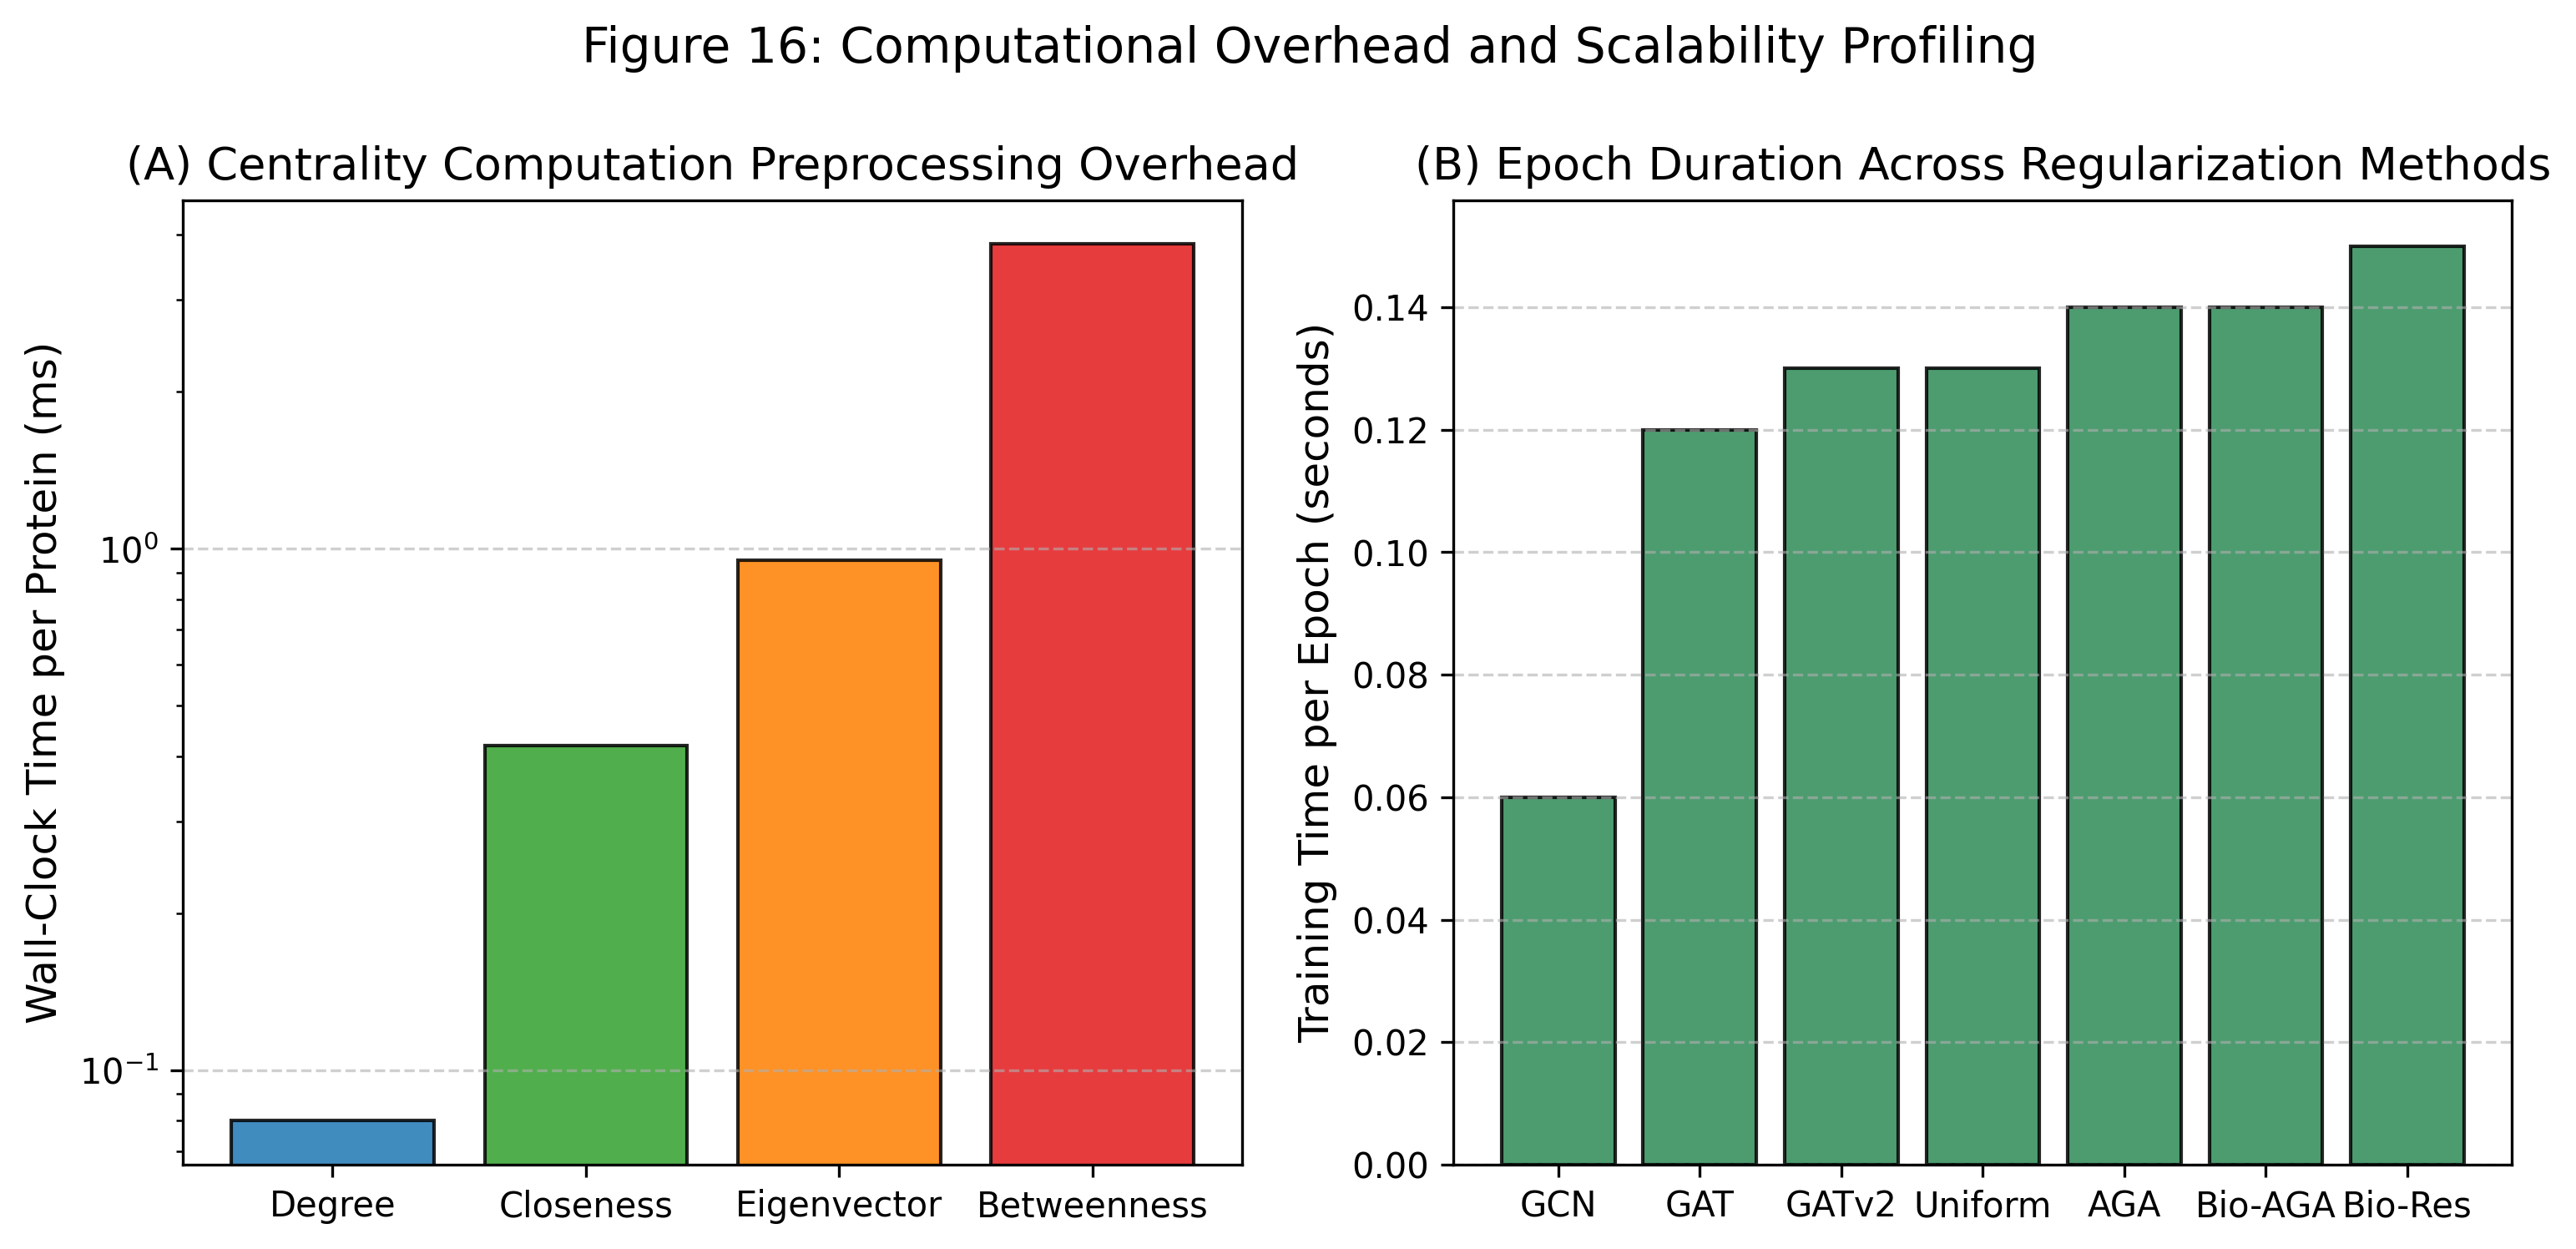 Figure 16: Computational Overhead and Scalability Profiling
(A) Centrality Computation Preprocessing Overhead
Wall-Clock Time per Protein (ms)
10⁰
10⁻¹
Degree
Closeness
Eigenvector
Betweenness
(B) Epoch Duration Across Regularization Methods
Training Time per Epoch (seconds)
0.14
0.12
0.10
0.08
0.06
0.04
0.02
0.00
GCN
GAT
GATv2
Uniform
AGA
Bio-AGA
Bio-Res